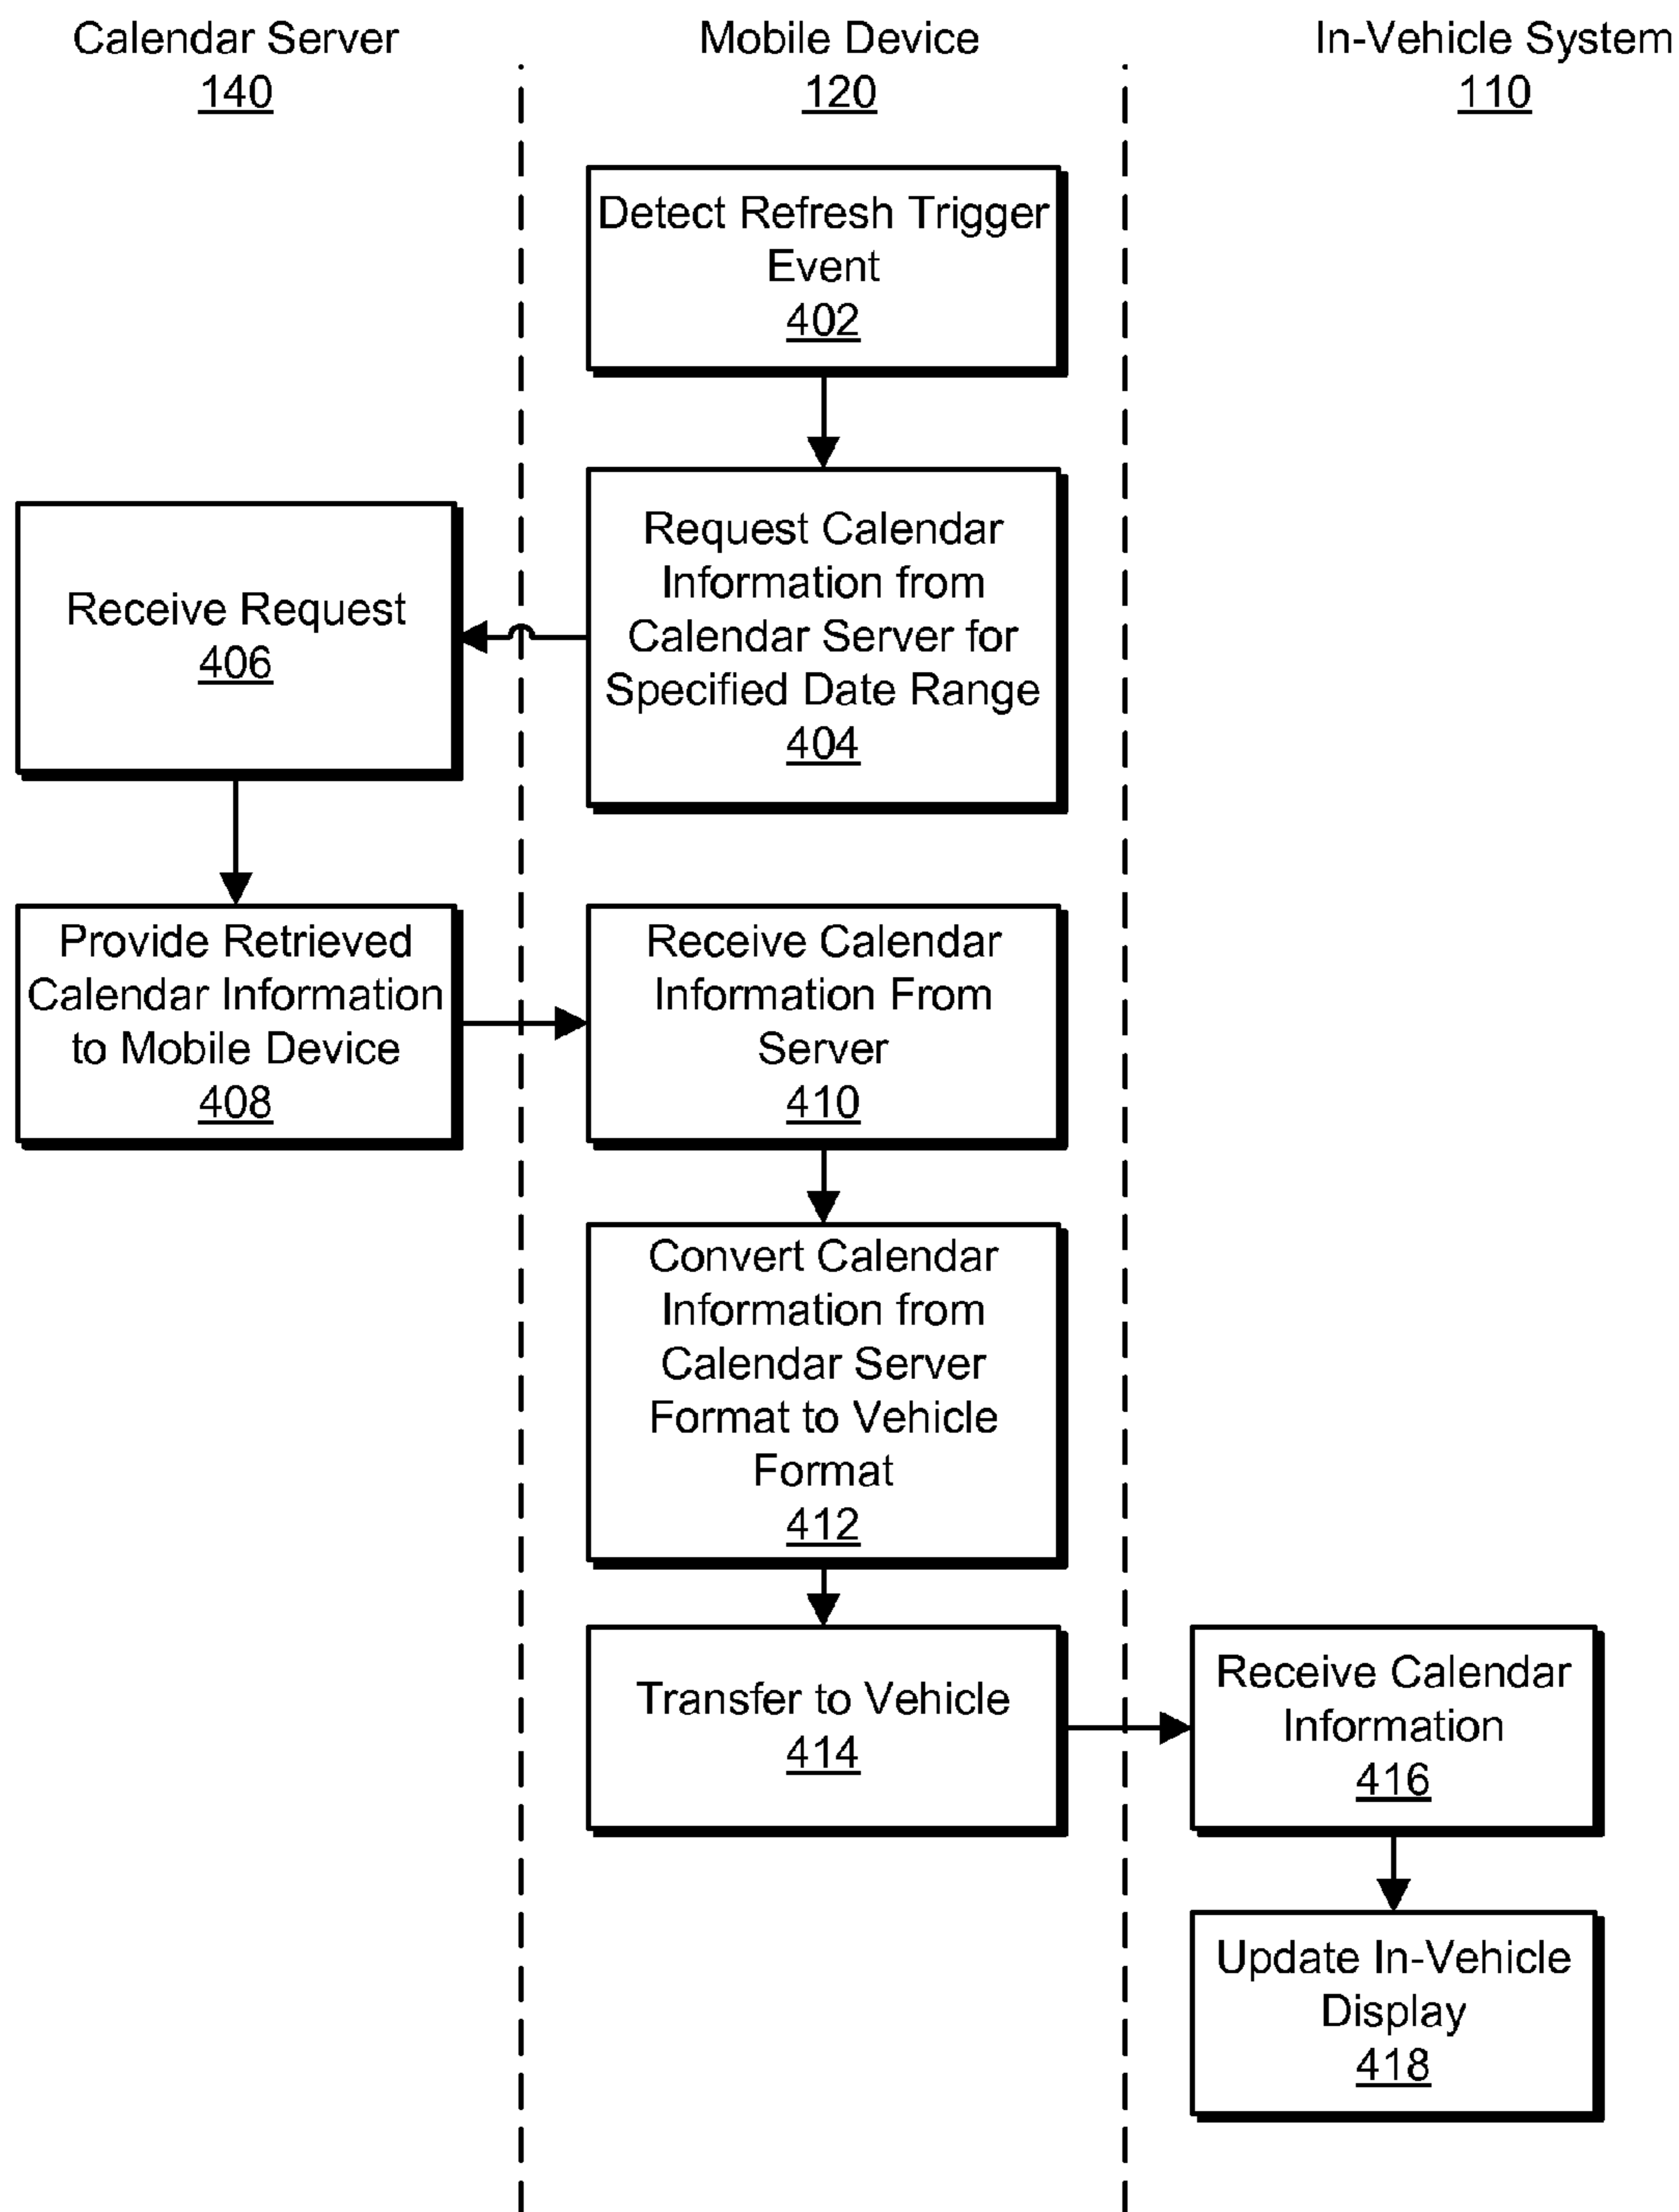 Calendar Server
140
Mobile Device
120
In-Vehicle System
110
Detect Refresh Trigger
Event
402
Request Calendar
Information from
Calendar Server for
Specified Date Range
404
Receive Request
406
Provide Retrieved
Calendar Information
to Mobile Device
408
Receive Calendar
Information From
Server
410
Convert Calendar
Information from
Calendar Server
Format to Vehicle
Format
412
Transfer to Vehicle
414
Receive Calendar
Information
416
Update In-Vehicle
Display
418